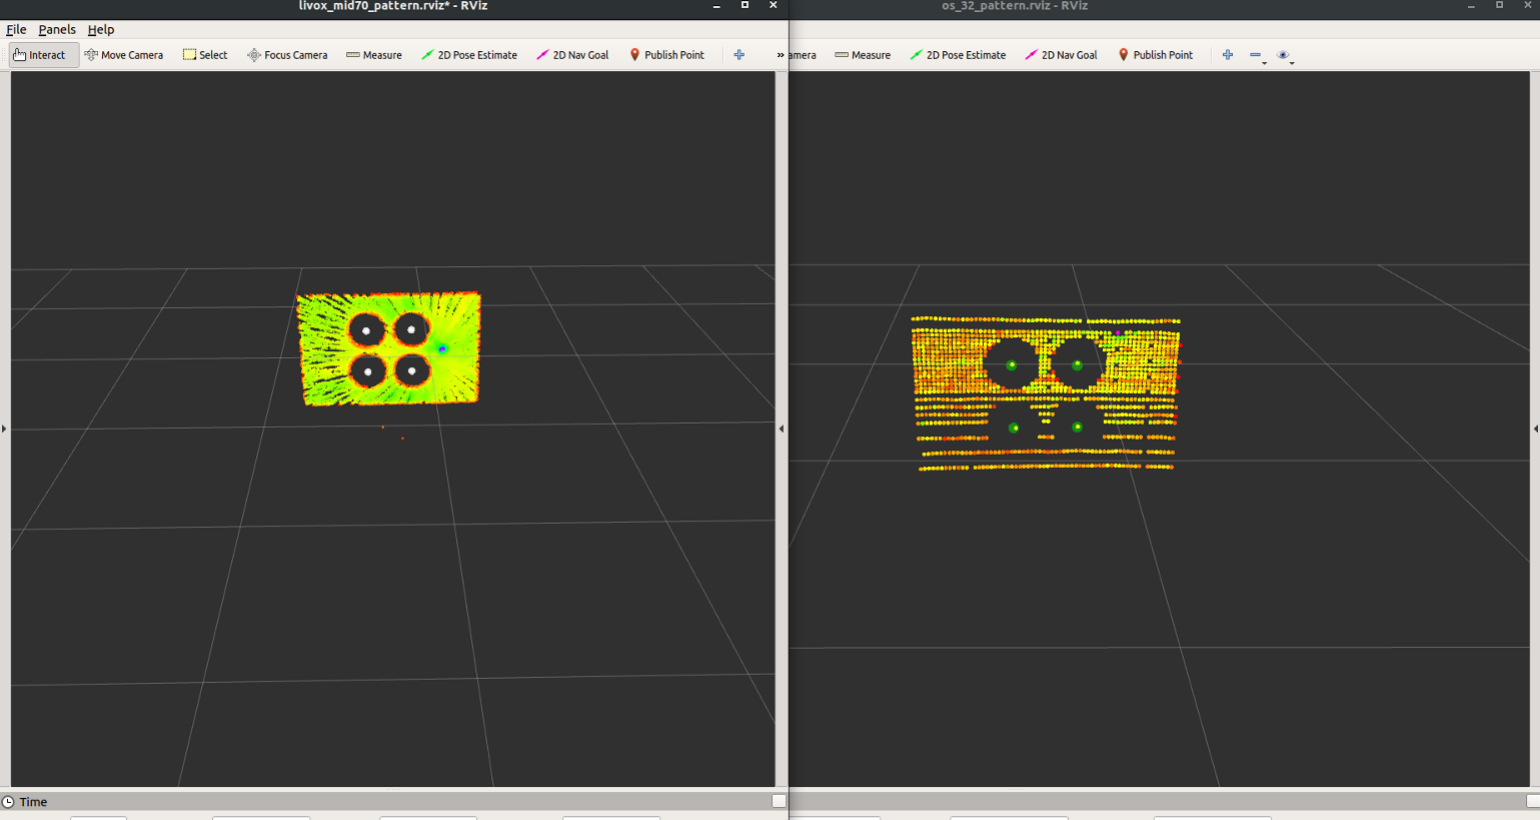 livox_mid70_pattern.rviz* - RViz
os_32_pattern.rviz - RViz
File Panels Help
Interact Move Camera Select Focus Camera Measure 2D Pose Estimate 2D Nav Goal Publish Point »
amera Measure 2D Pose Estimate 2D Nav Goal Publish Point
Time